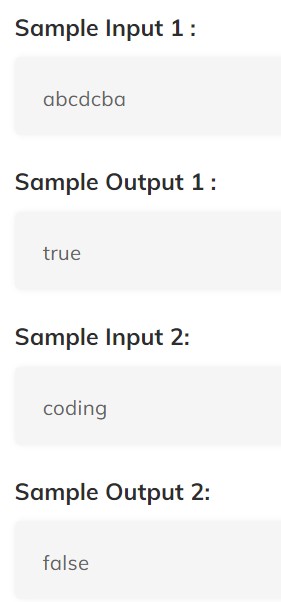 Sample Input 1 :
abcdcba
Sample Output 1 :
true
Sample Input 2:
coding
Sample Output 2:
false